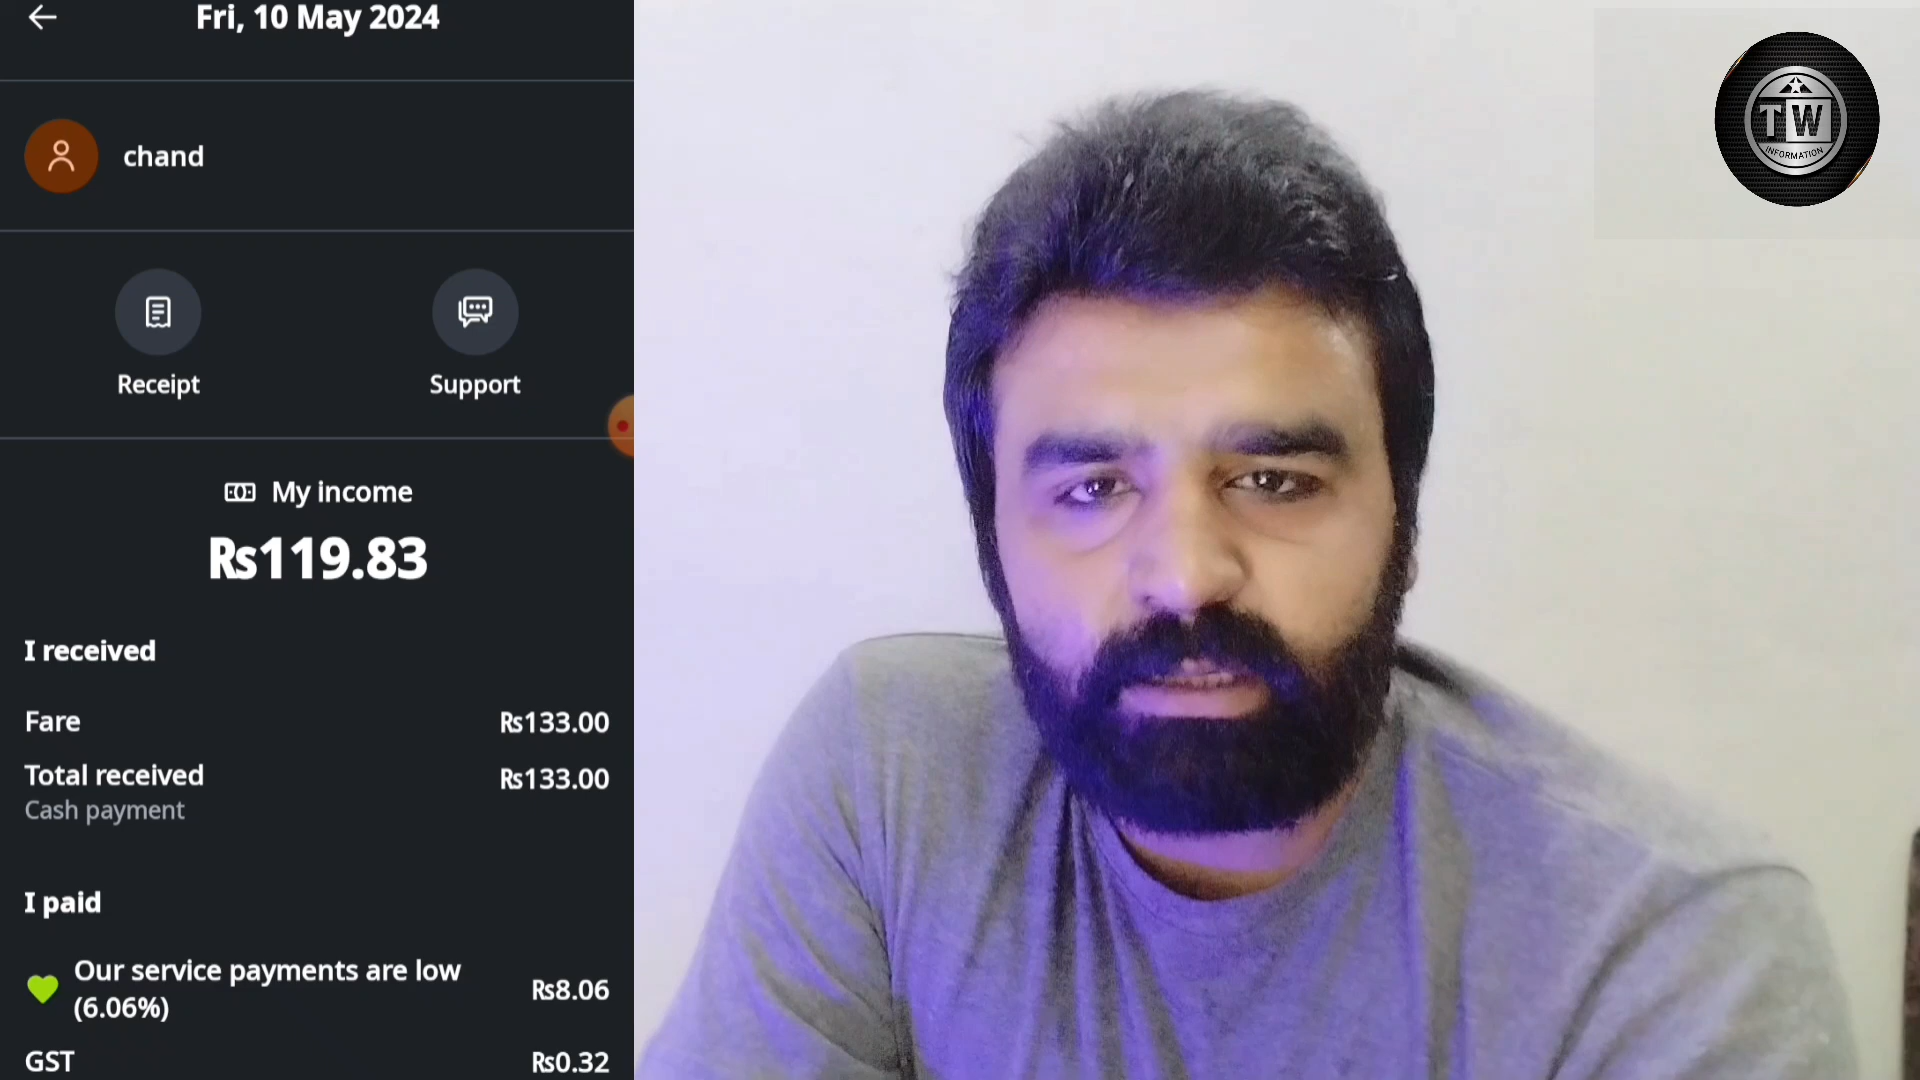 Fri, 10 May 2024
chand
Receipt
Support
My income
₨119.83
I received
Fare
₨133.00
Total received
₨133.00
Cash payment
I paid
Our service payments are low
(6.06%)
₨8.06
GST
₨0.32
TW
INFORMATION